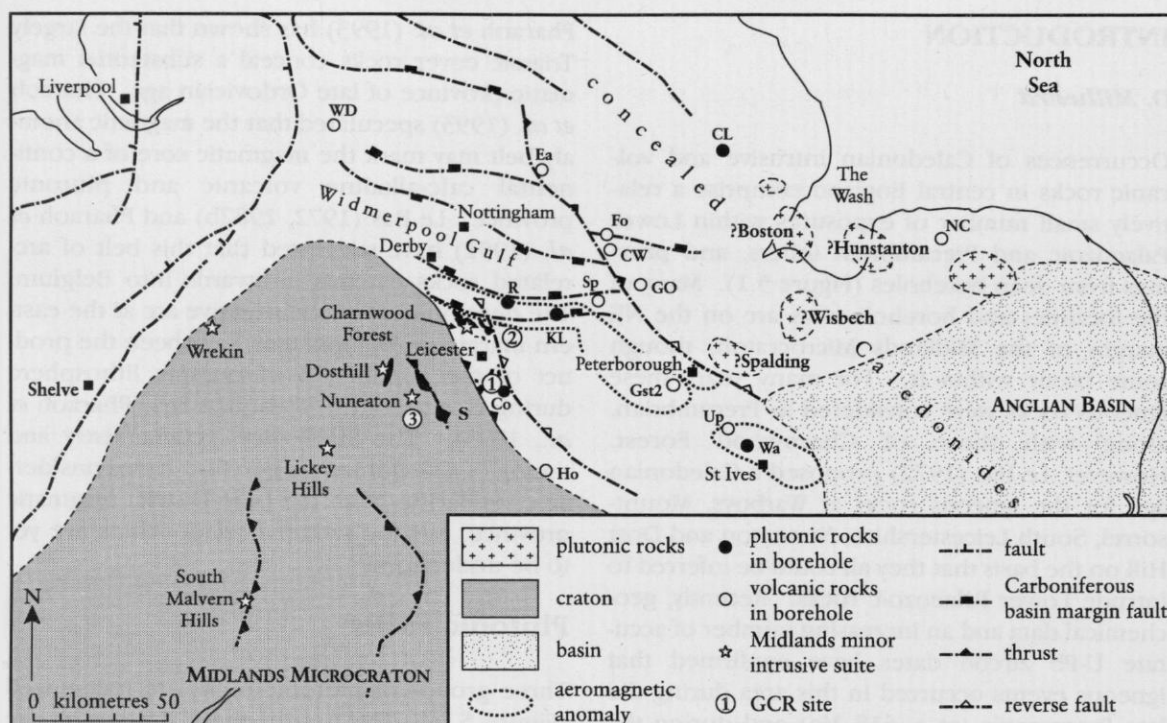 Liverpool
WD
Ea
concealed
CL
North
Sea
The
Wash
Widmerpool Gulf
Nottingham
Derby
Fo
CW
?Boston
?Hunstanton
NC
R
Sp
GO
KL
?Wisbech
Charnwood
Forest
Wrekin
Leicester
2
Peterborough
?Spalding
Caledonides
Shelve
Dosthill
Nuneaton
1
Co
3
S
Gst2
Up
Wa
St Ives
ANGLIAN BASIN
Lickey
Hills
Ho
South
Malvern
Hills
N
MIDLANDS MICROCRATON
0 kilometres 50
plutonic rocks
craton
basin
aeromagnetic
anomaly
plutonic rocks
in borehole
volcanic rocks
in borehole
Midlands Minor
Intrusive suite
1 GCR site
fault
Carboniferous
basin-margin fault
thrust
reverse fault